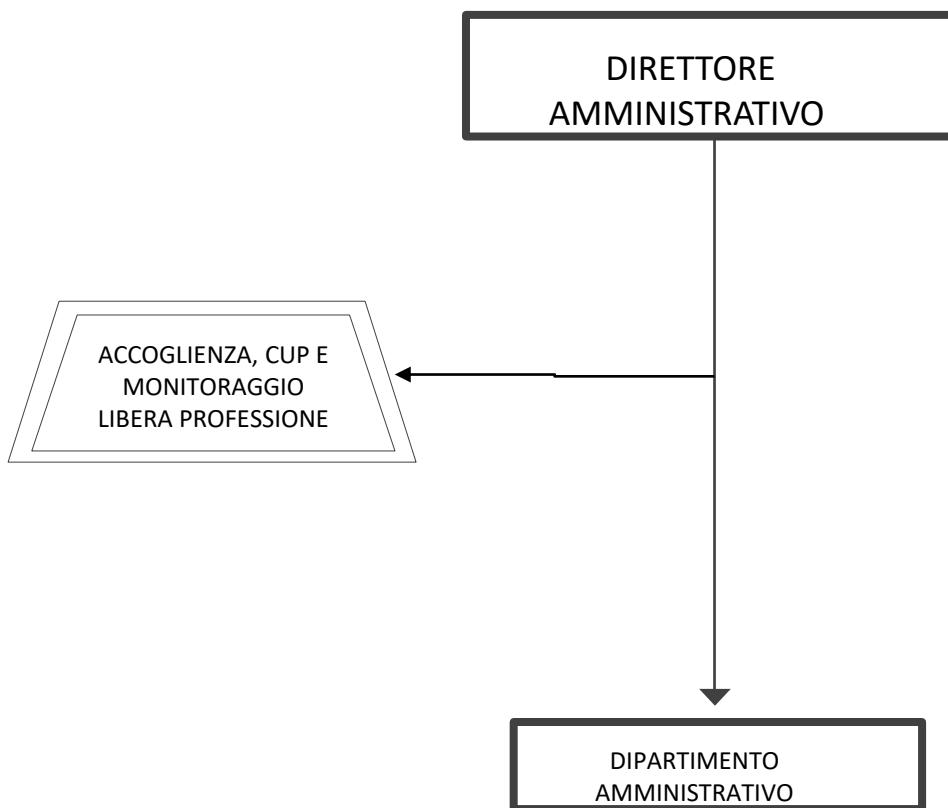 DIRETTORE
AMMINISTRATIVO
ACCOGLIENZA, CUP E
MONITORAGGIO
LIBERA PROFESSIONE
DIPARTIMENTO
AMMINISTRATIVO